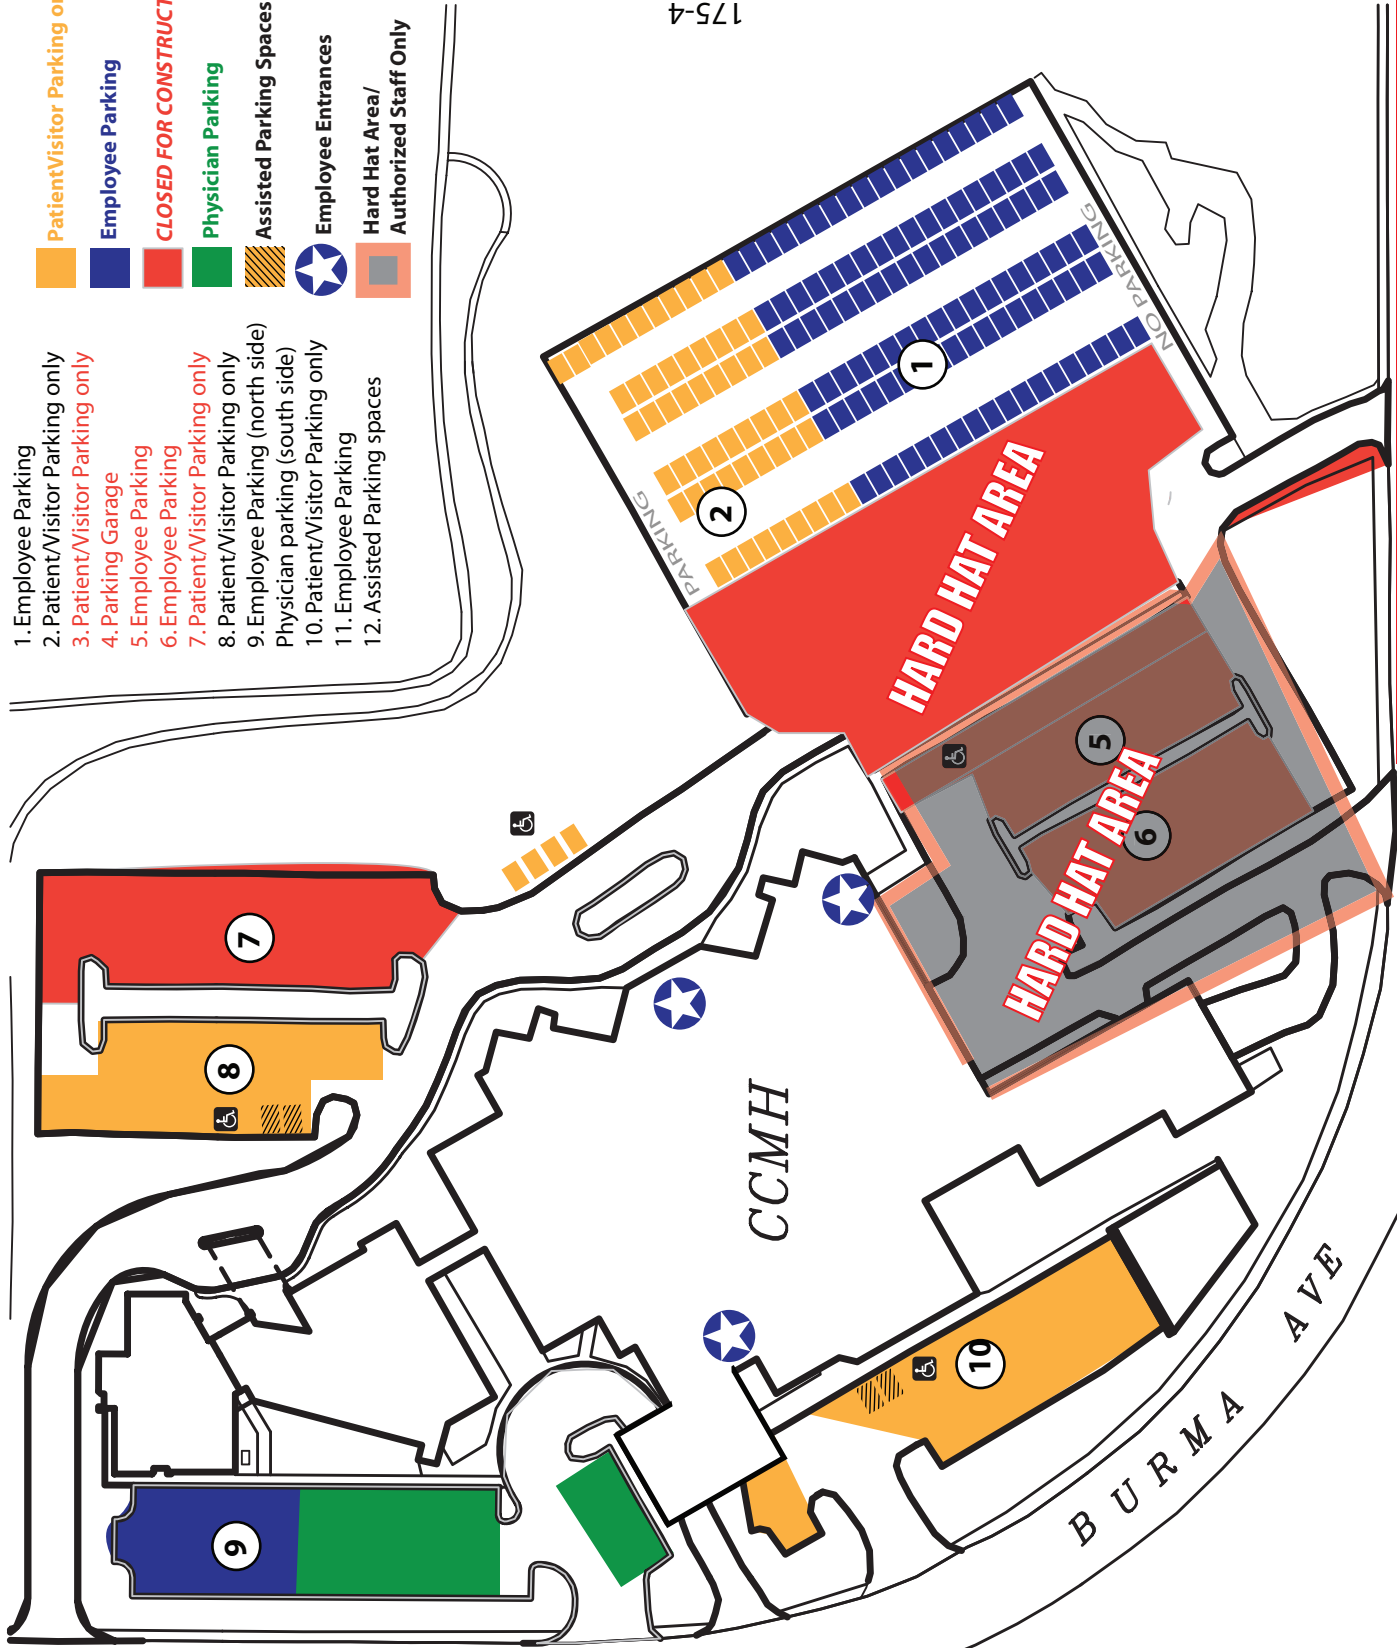 1. Employee Parking
2. Patient/Visitor Parking only
3. Patient/Visitor Parking only
4. Parking Garage
5. Employee Parking
6. Employee Parking
7. Patient/Visitor Parking only
8. Patient/Visitor Parking only
9. Employee Parking (north side)
Physician parking (south side)
10. Patient/Visitor Parking only
11. Employee Parking
12. Assisted Parking spaces
PatientVisitor Parking
Employee Parking
CLOSED FOR
Physician Parking
Assisted Parking Spaces
Employee Entrances
Hard Hat Area/
Authorized Staff Only
175-4
PARKING
NO PARKING
1
2
HARD HAT AREA
5
6
HARD HAT AREA
7
8
CCMH
9
10
BURMA AVE